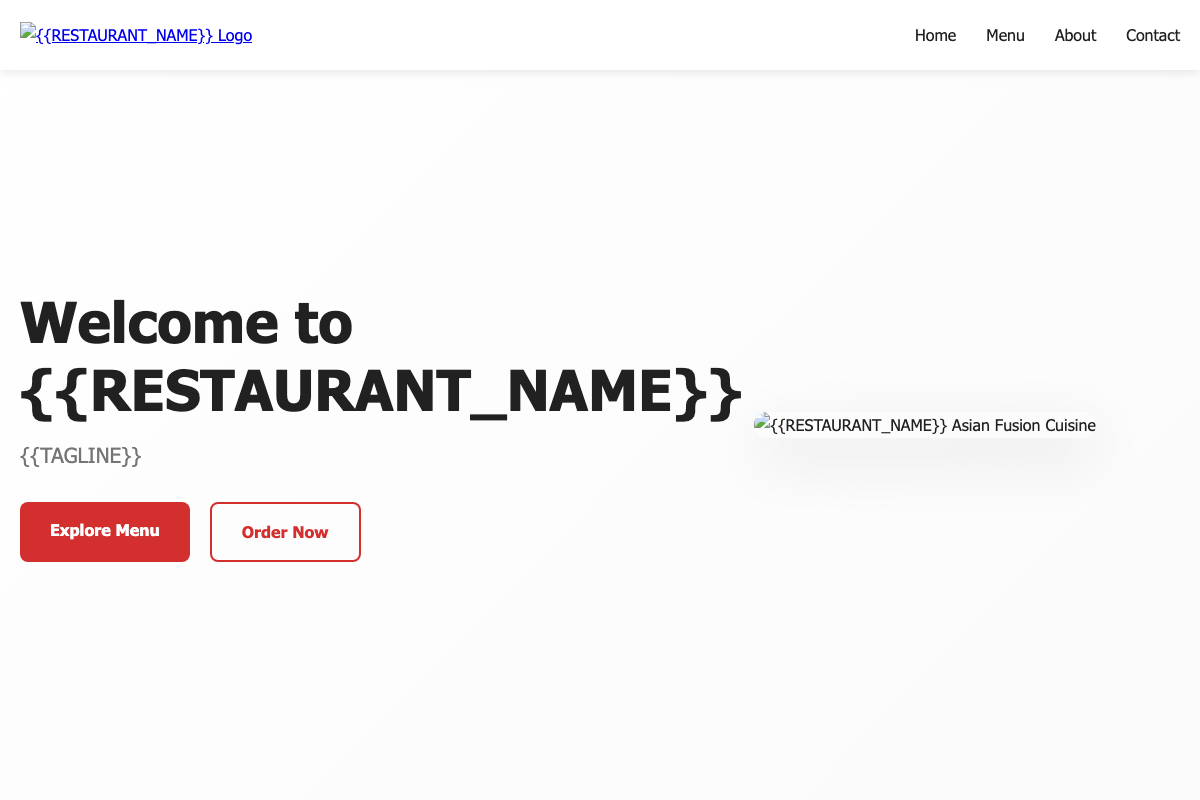 {{RESTAURANT_NAME}} Logo
Home
Menu
About
Contact
Welcome to
{{RESTAURANT_NAME}}
{{TAGLINE}}
Explore Menu
Order Now
{{RESTAURANT_NAME}} Asian Fusion Cuisine